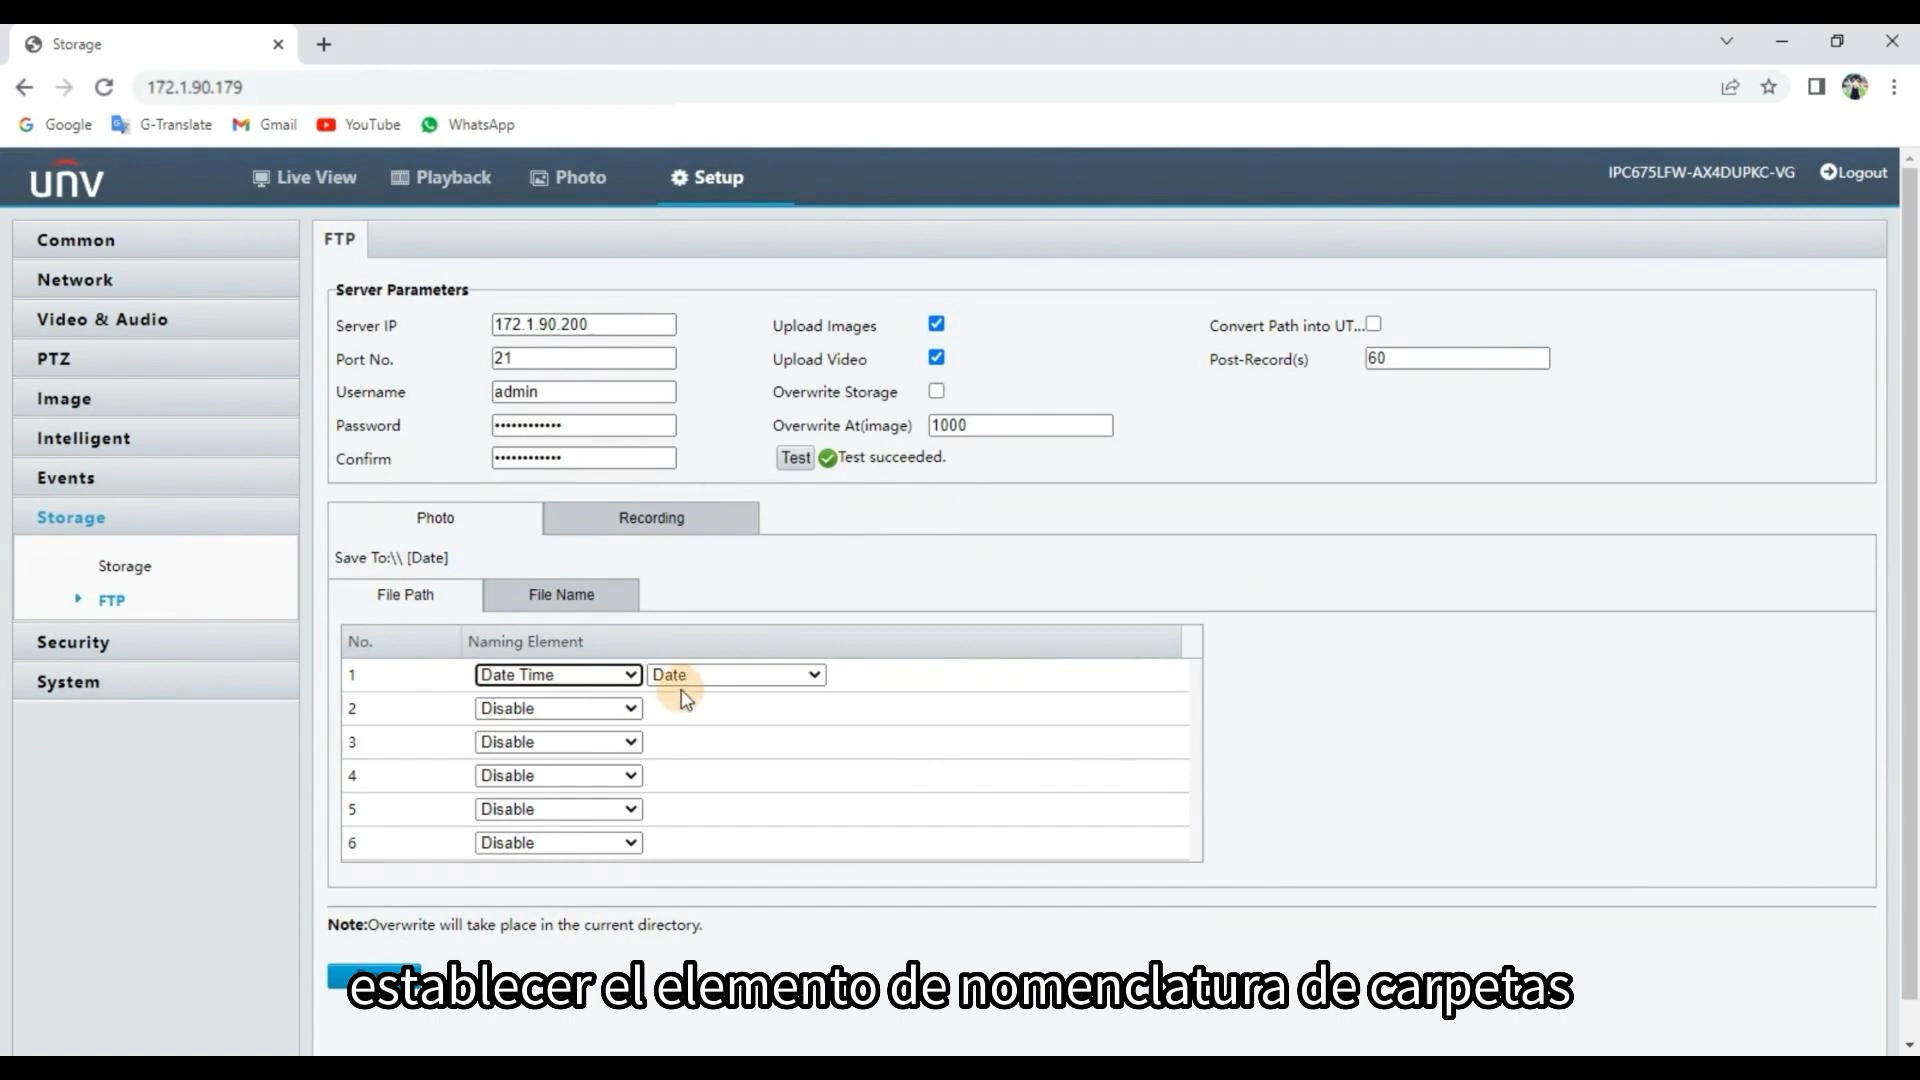 Storage
172.1.90.179
Google G-Translate Gmail YouTube WhatsApp
unv Live View Playback Photo Setup IPC675LFW-AX4DUPKC-VG Logout
Common
Network
Video & Audio
PTZ
Image
Intelligent
Events
Storage
Storage
FTP
Security
System
FTP
Server Parameters
Server IP 172.1.90.200 Upload Images Convert Path into UT...
Port No. 21 Upload Video Post-Record(s) 60
Username admin Overwrite Storage
Password •••••••••••• Overwrite At(image) 1000
Confirm •••••••••••• Test Test succeeded.
Photo Recording
Save To:\\ [Date]
File Path File Name
No. Naming Element
1 Date Time Date
2 Disable
3 Disable
4 Disable
5 Disable
6 Disable
Note:Overwrite will take place in the current directory.
establecer el elemento de nomenclatura de carpetas